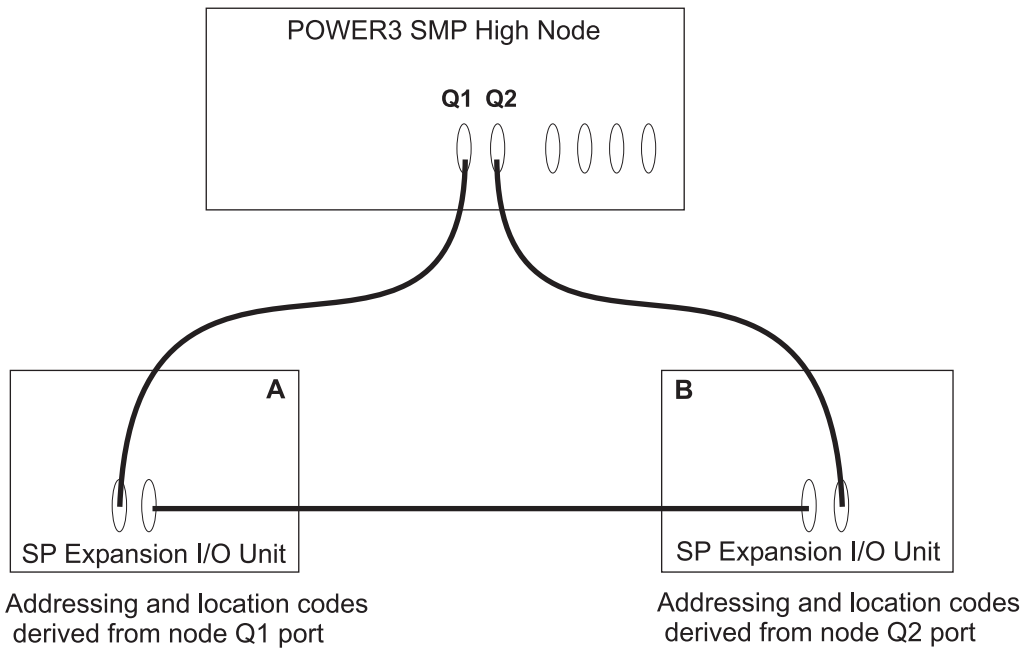 POWER3 SMP High Node
Q1 Q2
A
B
SP Expansion I/O Unit
SP Expansion I/O Unit
Addressing and location codes
derived from node Q1 port
Addressing and location codes
derived from node Q2 port